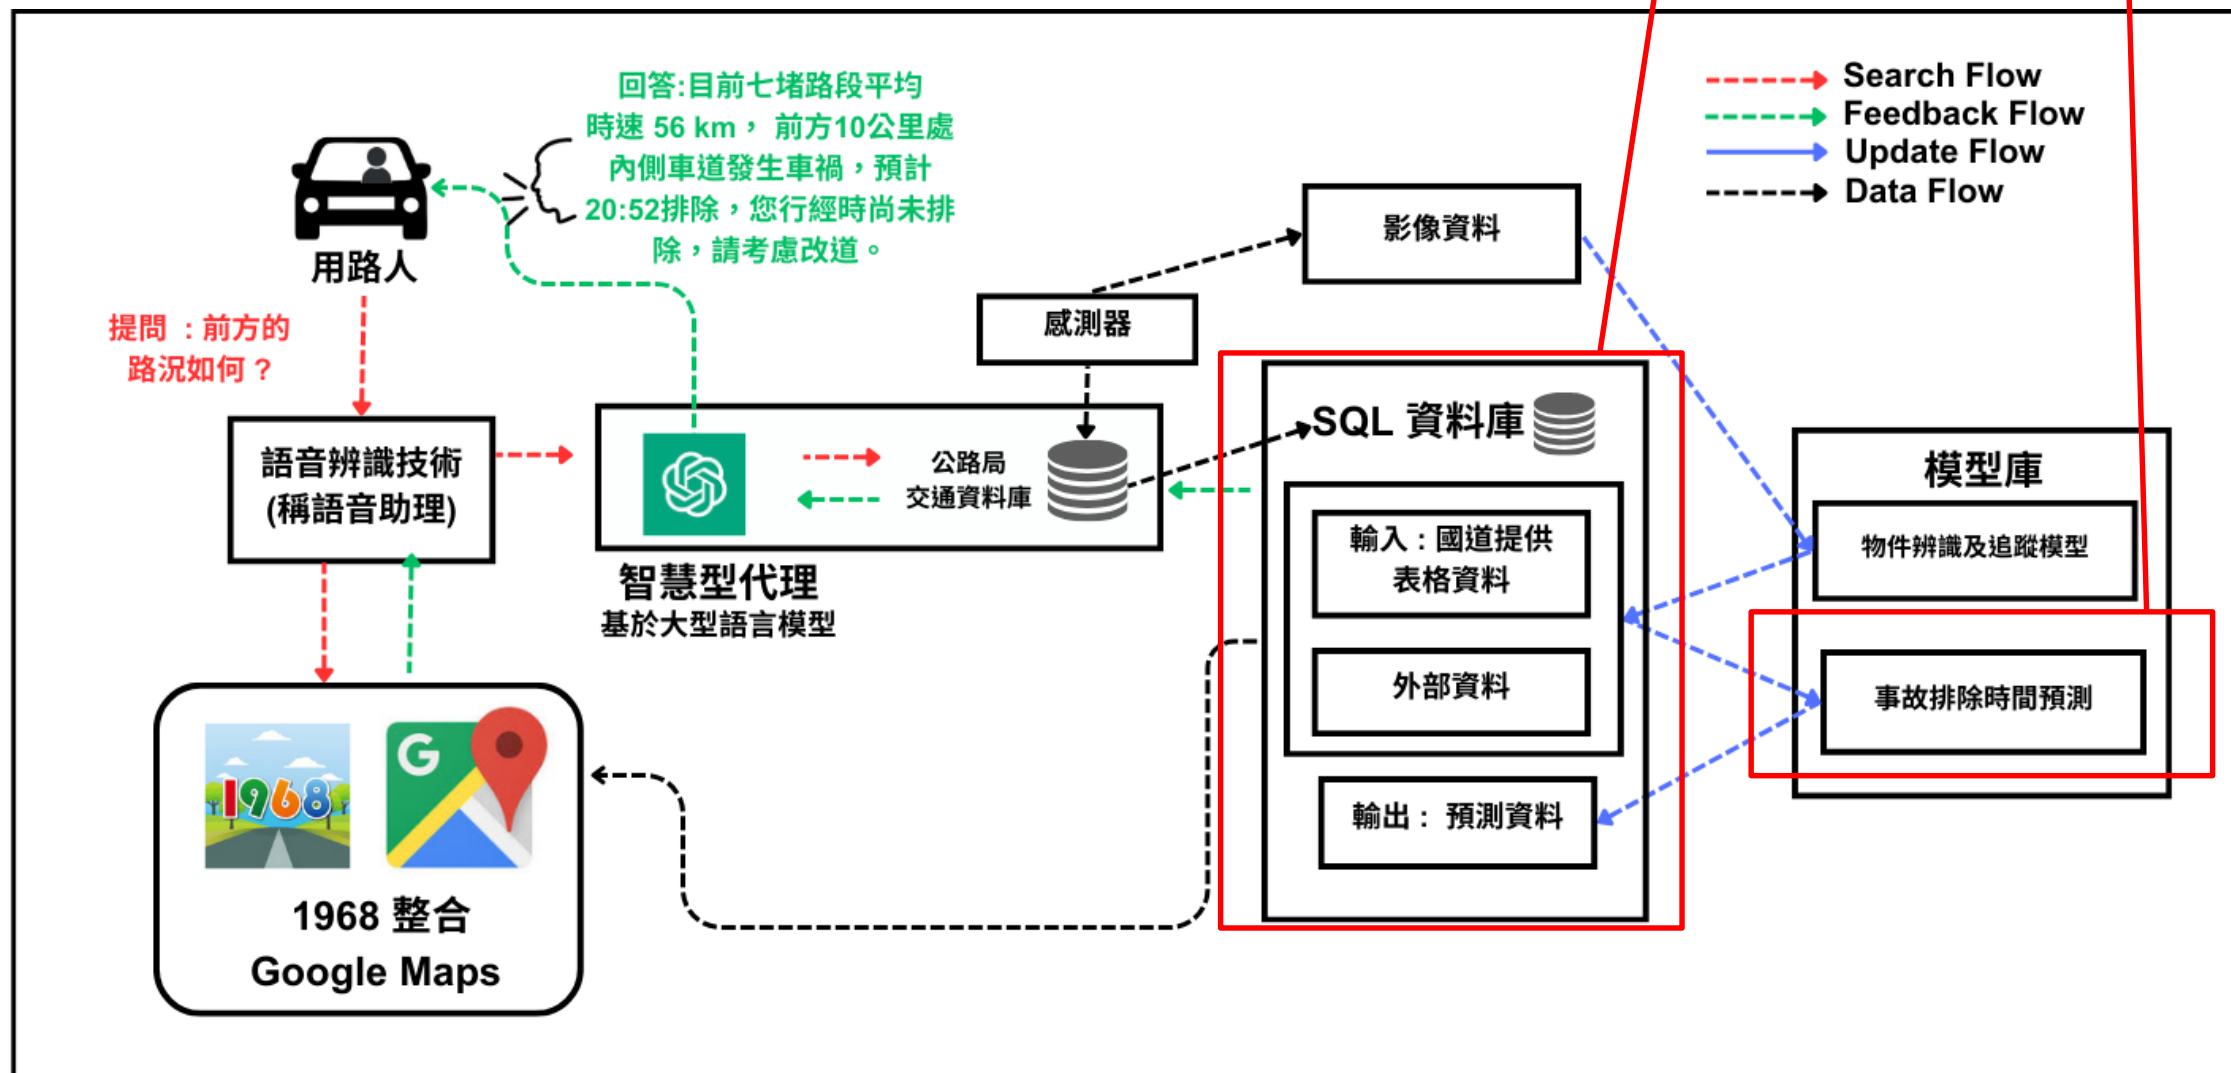 回答:目前七堵路段平均
時速 56 km， 前方10公里處
內側車道發生車禍，預計
20:52排除，您行經時尚未排
除，請考慮改道。
Search Flow
Feedback Flow
Update Flow
Data Flow
用路人
提問 : 前方的
路況如何 ?
影像資料
感測器
語音辨識技術
(稱語音助理)
公路局
交通資料庫
智慧型代理
基於大型語言模型
SQL 資料庫
輸入 : 國道提供
表格資料
外部資料
輸出 : 預測資料
模型庫
物件辨識及追蹤模型
事故排除時間預測
1968
G
1968 整合
Google Maps